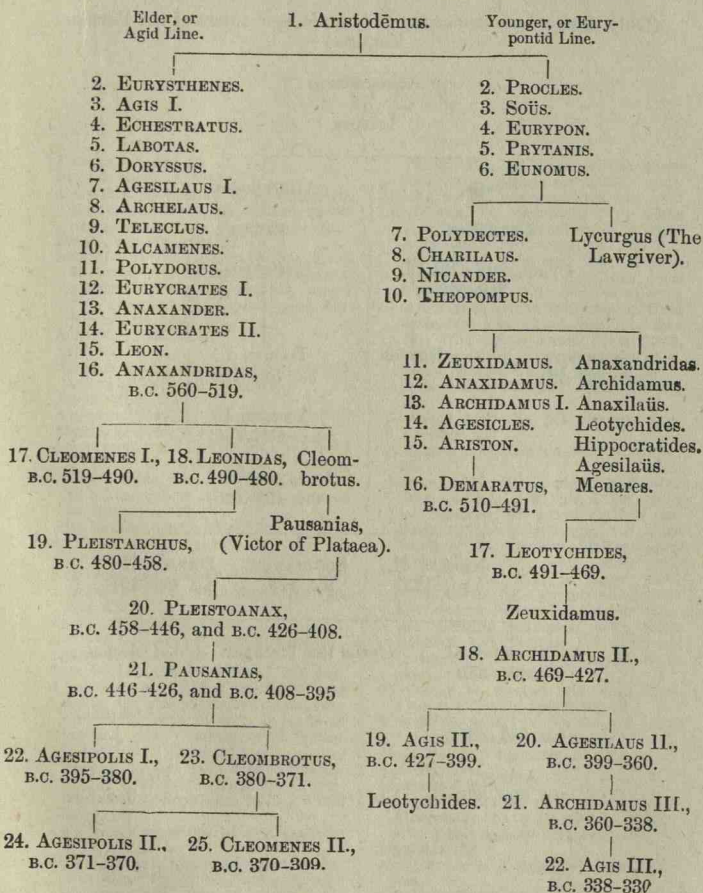 Elder, or
Agid Line.
1. Aristodēmus.
Younger, or Eury-
pontid Line.
2. EURYSTHENES.
3. AGIS I.
4. ECHESTRATUS.
5. LABOTAS.
6. DORYSSUS.
7. AGESILAUS I.
8. ARCHELAUS.
9. TELECLUS.
10. ALCAMENES.
11. POLYDORUS.
12. EURYCRATES I.
13. ANAXANDER.
14. EURYCRATES II.
15. LEON.
16. ANAXANDRIDAS,
B.C. 560–519.
17. CLEOMENES I.,
B.C. 519–490.
18. LEONIDAS,
B.C. 490–480.
Cleom-
brotus.
19. PLEISTARCHUS,
B.C. 480–458.
Pausanias,
(Victor of Plataea).
20. PLEISTOANAX,
B.C. 458–446, and B.C. 426–408.
21. PAUSANIAS,
B.C. 446–426, and B.C. 408–395
22. AGESIPOLIS I.,
B.C. 395–380.
23. CLEOMBROTUS,
B.C. 380–371.
24. AGESIPOLIS II.,
B.C. 371–370.
25. CLEOMENES II.,
B.C. 370–309.
2. PROCLES.
3. SOÜS.
4. EURYPON.
5. PRYTANIS.
6. EUNOMUS.
7. POLYDECTES.
8. CHARILAUS.
9. NICANDER.
10. THEOPOMPUS.
Lycurgus (The
Lawgiver).
11. ZEUXIDAMUS.
12. ANAXIDAMUS.
13. ARCHIDAMUS I.
14. AGESICLES.
15. ARISTON.
16. DEMARATUS,
B.C. 510–491.
Anaxandridas.
Archidamus.
Anaxilaüs.
Leotychides.
Hippocratides.
Agesilaüs.
Menares.
17. LEOTYCHIDES,
B.C. 491–469.
Zeuxidamus.
18. ARCHIDAMUS II.,
B.C. 469–427.
19. AGIS II.,
B.C. 427–399.
Leotychides.
20. AGESILAUS II.,
B.C. 399–360.
21. ARCHIDAMUS III.,
B.C. 360–338.
22. AGIS III.,
B.C. 338–330